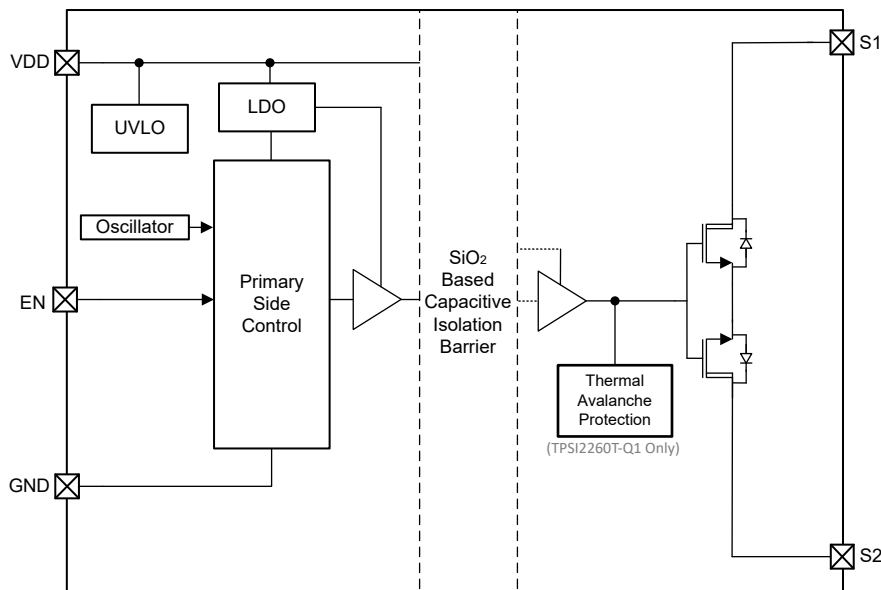 VDD
S1
LDO
UVLO
Oscillator
EN
Primary
Side
Control
SiO₂
Based
Capacitive
Isolation
Barrier
Thermal
Avalanche
Protection
(TPSI2260T-Q1 Only)
GND
S2